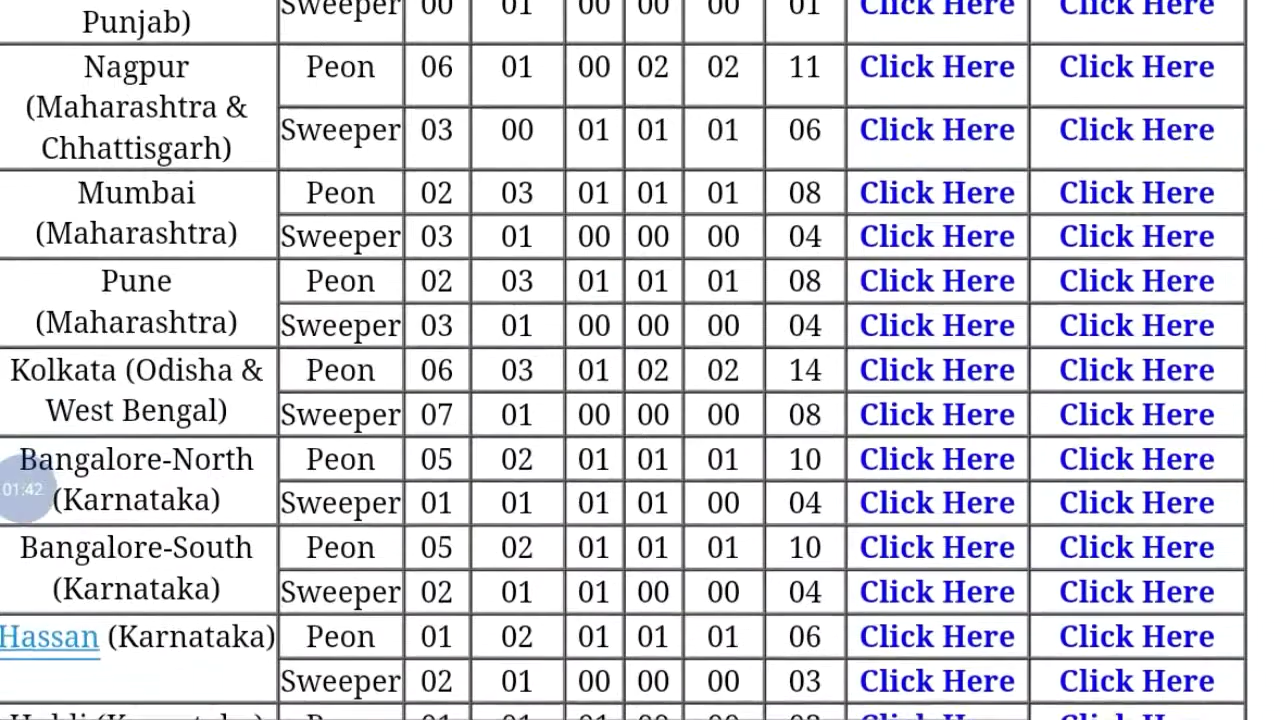 Sweeper 00 01 00 00 00 01 Click Here Click Here
Punjab)
Nagpur Peon 06 01 00 02 02 11 Click Here Click Here
(Maharashtra &
Sweeper 03 00 01 01 01 06 Click Here Click Here
Chhattisgarh)
Mumbai Peon 02 03 01 01 01 08 Click Here Click Here
(Maharashtra) Sweeper 03 01 00 00 00 04 Click Here Click Here
Pune Peon 02 03 01 01 01 08 Click Here Click Here
(Maharashtra) Sweeper 03 01 00 00 00 04 Click Here Click Here
Kolkata (Odisha & Peon 06 03 01 02 02 14 Click Here Click Here
West Bengal) Sweeper 07 01 00 00 00 08 Click Here Click Here
Bangalore-North Peon 05 02 01 01 01 10 Click Here Click Here
01:42 (Karnataka) Sweeper 01 01 01 01 00 04 Click Here Click Here
Bangalore-South Peon 05 02 01 01 01 10 Click Here Click Here
(Karnataka) Sweeper 02 01 01 00 00 04 Click Here Click Here
Hassan (Karnataka) Peon 01 02 01 01 01 06 Click Here Click Here
Sweeper 02 01 00 00 00 03 Click Here Click Here